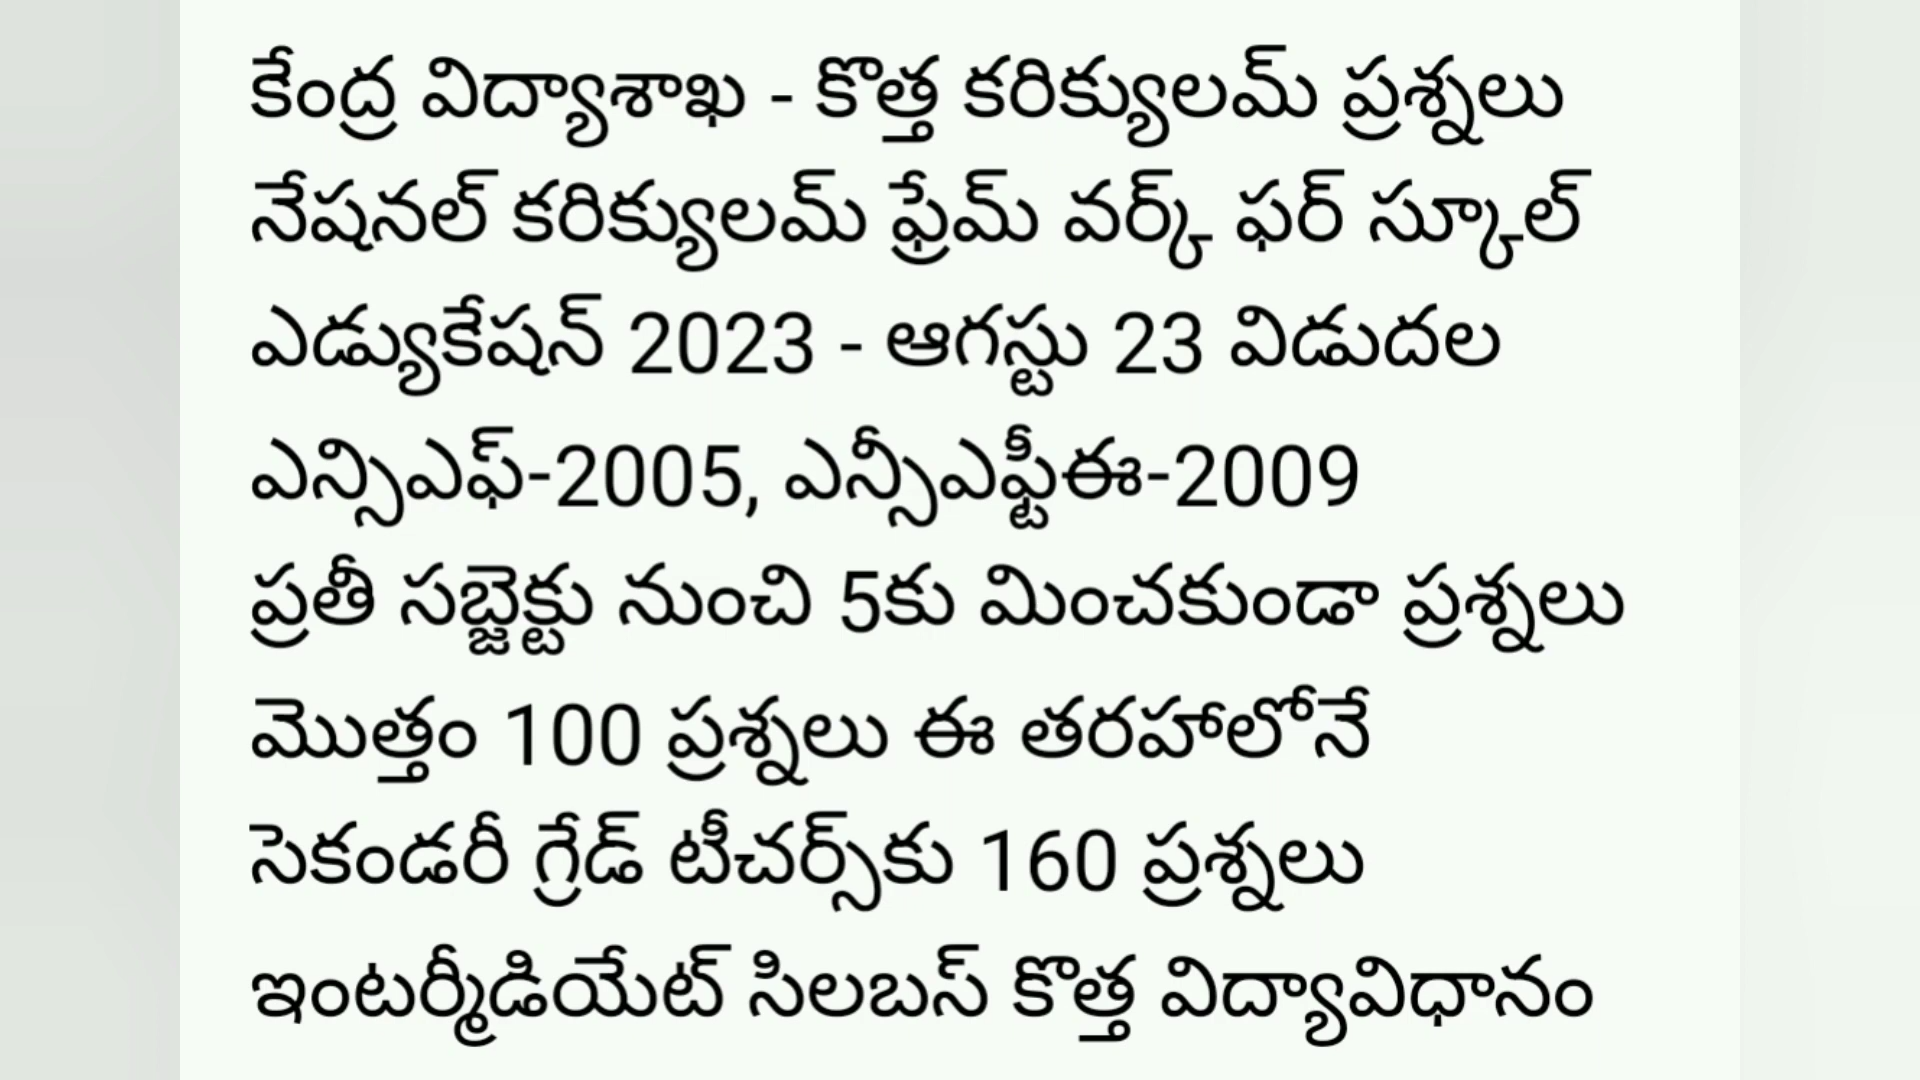 కేంద్ర విద్యాశాఖ - కొత్త కరిక్యులమ్ ప్రశ్నలు
నేషనల్ కరిక్యులమ్ ఫ్రేమ్ వర్క్ ఫర్ స్కూల్
ఎడ్యుకేషన్ 2023 - ఆగస్టు 23 విడుదల
ఎన్సిఎఫ్-2005, ఎన్సీఎఫ్టీఈ-2009
ప్రతీ సబ్జెక్టు నుంచి 5కు మించకుండా ప్రశ్నలు
మొత్తం 100 ప్రశ్నలు ఈ తరహాలోనే
సెకండరీ గ్రేడ్ టీచర్స్‌కు 160 ప్రశ్నలు
ఇంటర్మీడియేట్ సిలబస్ కొత్త విద్యావిధానం